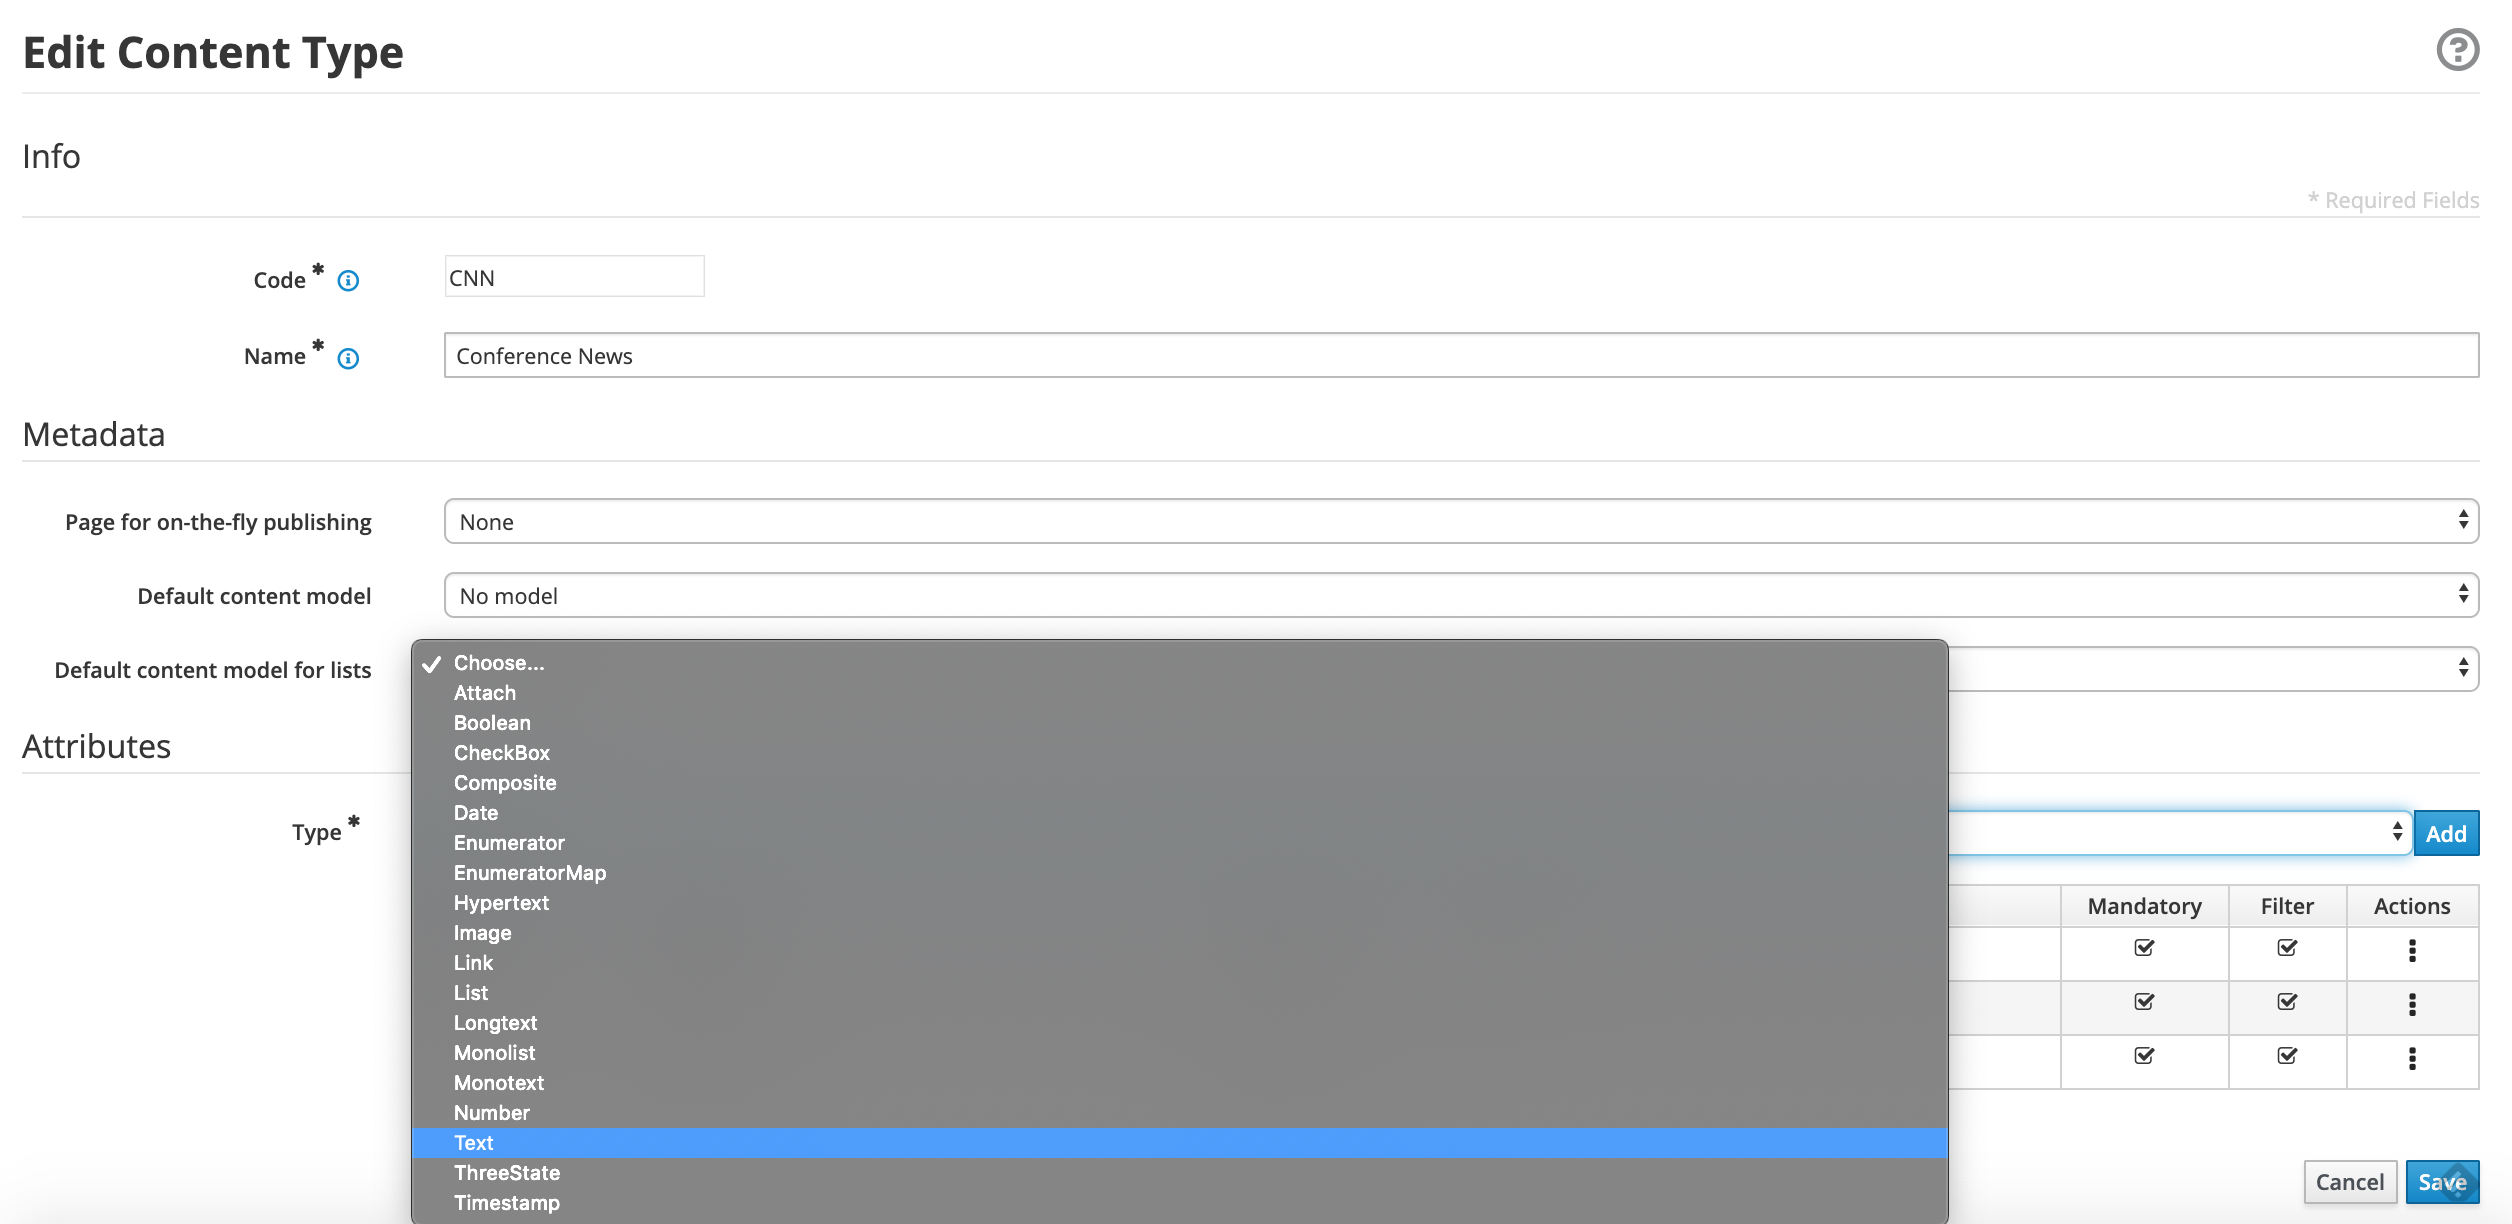 Edit Content Type
Info
* Required Fields
Code *
CNN
Name *
Conference News
Metadata
Page for on-the-fly publishing
None
Default content model
No model
Default content model for lists
Attributes
Type *
Choose...
Attach
Boolean
CheckBox
Composite
Date
Enumerator
EnumeratorMap
Hypertext
Image
Link
List
Longtext
Monolist
Monotext
Number
Text
ThreeState
Timestamp
Add
Mandatory Filter Actions
Cancel Save